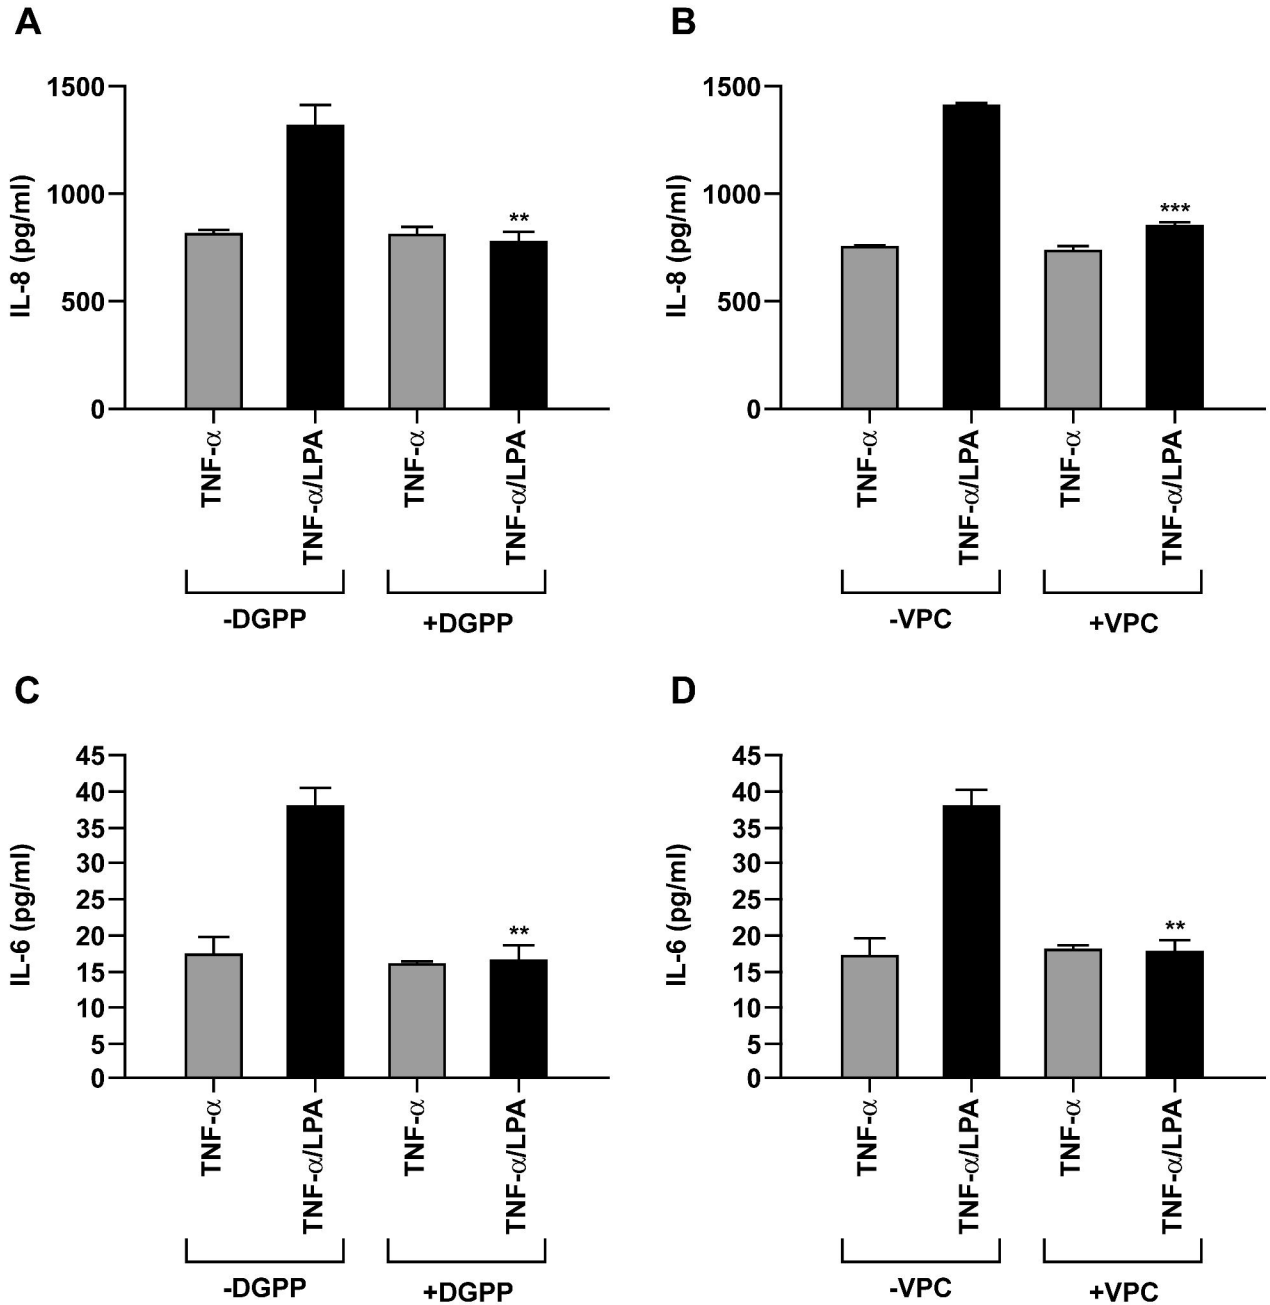 A
IL-8 (pg/ml)
1500
1000
500
0
**
TNF-α
TNF-α/LPA
TNF-α
TNF-α/LPA
-DGPP
+DGPP
B
IL-8 (pg/ml)
1500
1000
500
0
***
TNF-α
TNF-α/LPA
TNF-α
TNF-α/LPA
-VPC
+VPC
C
IL-6 (pg/ml)
45
40
35
30
25
20
15
10
5
0
**
TNF-α
TNF-α/LPA
TNF-α
TNF-α/LPA
-DGPP
+DGPP
D
IL-6 (pg/ml)
45
40
35
30
25
20
15
10
5
0
**
TNF-α
TNF-α/LPA
TNF-α
TNF-α/LPA
-VPC
+VPC